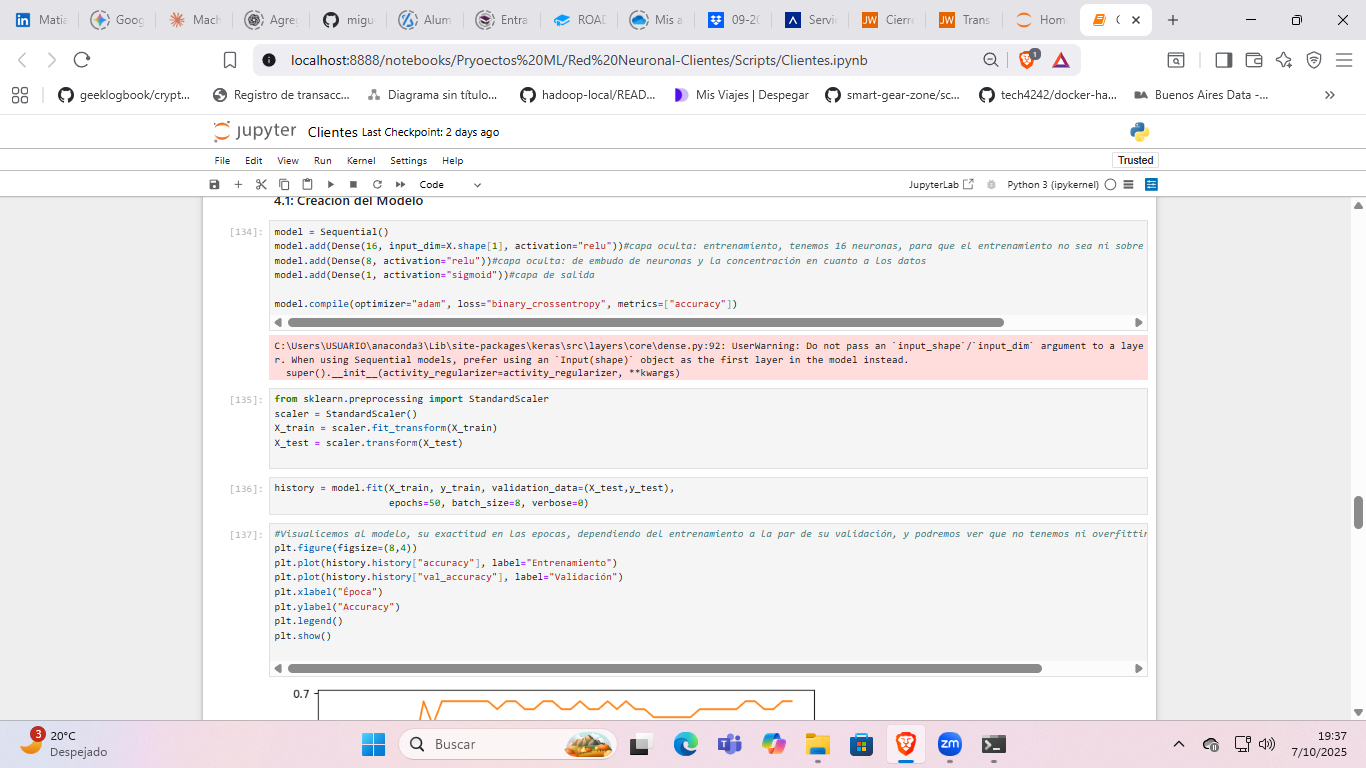 Matia
Goog
Mach
Agreg
migu
Alum
Entra
ROAD
Mis a
09-20
Servi
Cierre
Trans
Hom
localhost:8888/notebooks/Pryoectos%20ML/Red%20Neuronal-Clientes/Scripts/Clientes.ipynb
1
geeklogbook/crypt...
Registro de transacc...
Diagrama sin título...
hadoop-local/READ...
Mis Viajes | Despegar
smart-gear-zone/sc...
tech4242/docker-ha...
BA Buenos Aires Data -...
jupyter Clientes Last Checkpoint: 2 days ago
File Edit View Run Kernel Settings Help
Trusted
Code
JupyterLab
Python 3 (ipykernel)
4.1: Creacion del Modelo
[134]:
model = Sequential()
model.add(Dense(16, input_dim=X.shape[1], activation="relu"))#capa oculta: entrenamiento, tenemos 16 neuronas, para que el entrenamiento no sea ni sobre
model.add(Dense(8, activation="relu"))#capa oculta: de embudo de neuronas y la concentración en cuanto a los datos
model.add(Dense(1, activation="sigmoid"))#capa de salida
model.compile(optimizer="adam", loss="binary_crossentropy", metrics=["accuracy"])
C:\Users\USUARIO\anaconda3\Lib\site-packages\keras\src\layers\core\dense.py:92: UserWarning: Do not pass an `input_shape`/`input_dim` argument to a laye
r. When using Sequential models, prefer using an `Input(shape)` object as the first layer in the model instead.
super().__init__(activity_regularizer=activity_regularizer, **kwargs)
[135]:
from sklearn.preprocessing import StandardScaler
scaler = StandardScaler()
X_train = scaler.fit_transform(X_train)
X_test = scaler.transform(X_test)
[136]:
history = model.fit(X_train, y_train, validation_data=(X_test,y_test),
epochs=50, batch_size=8, verbose=0)
[137]:
#Visualicemos al modelo, su exactitud en las epocas, dependiendo del entrenamiento a la par de su validación, y podremos ver que no tenemos ni overfittin
plt.figure(figsize=(8,4))
plt.plot(history.history["accuracy"], label="Entrenamiento")
plt.plot(history.history["val_accuracy"], label="Validación")
plt.xlabel("Época")
plt.ylabel("Accuracy")
plt.legend()
plt.show()
0.7
3
20°C
Despejado
Buscar
zm
19:37
7/10/2025